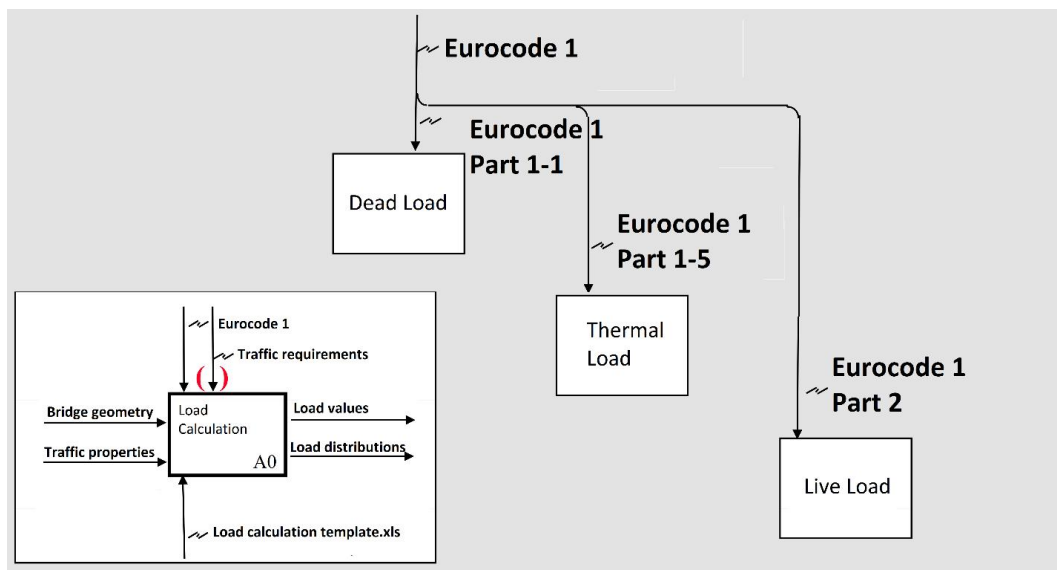 Eurocode 1
Eurocode 1
Part 1-1
Dead Load
Eurocode 1
Part 1-5
Thermal
Load
Eurocode 1
Part 2
Live Load
Eurocode 1
Traffic requirements
( )
Bridge geometry
Traffic properties
Load
Calculation
A0
Load values
Load distributions
Load calculation template.xls